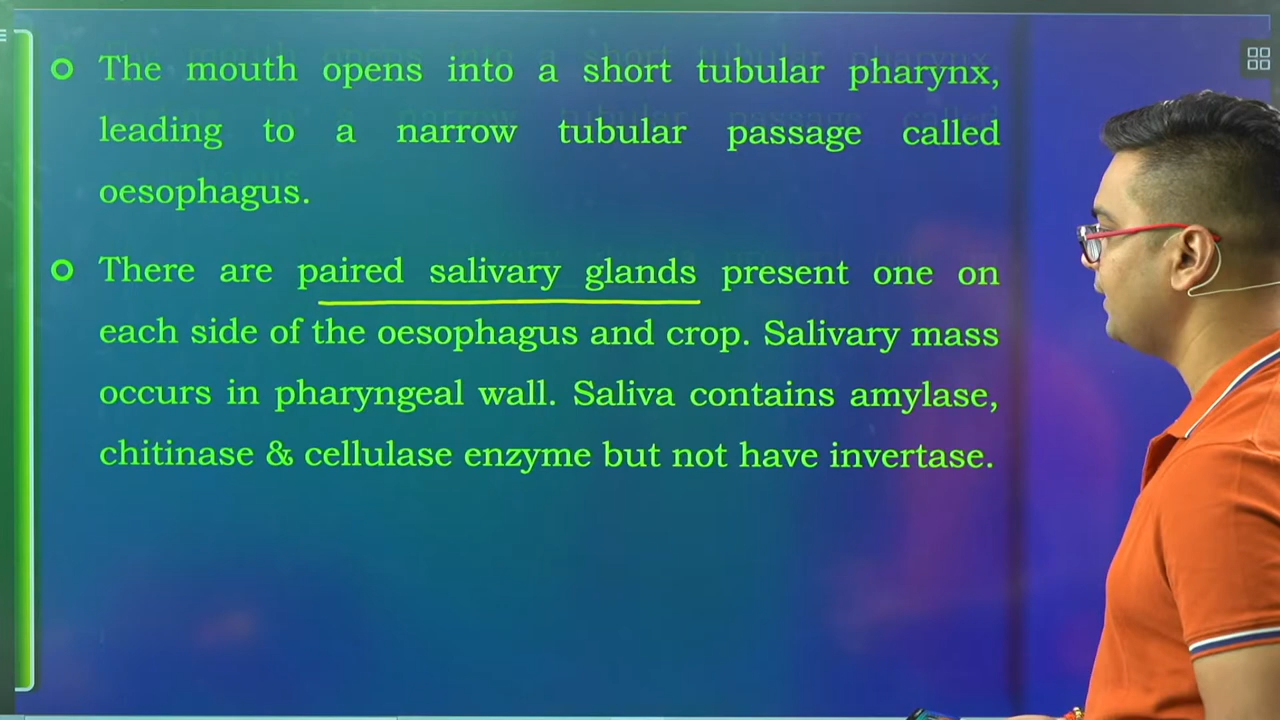 The mouth opens into a short tubular pharynx,
leading to a narrow tubular passage called
oesophagus.
There are paired salivary glands present one on
each side of the oesophagus and crop. Salivary mass
occurs in pharyngeal wall. Saliva contains amylase,
chitinase & cellulase enzyme but not have invertase.